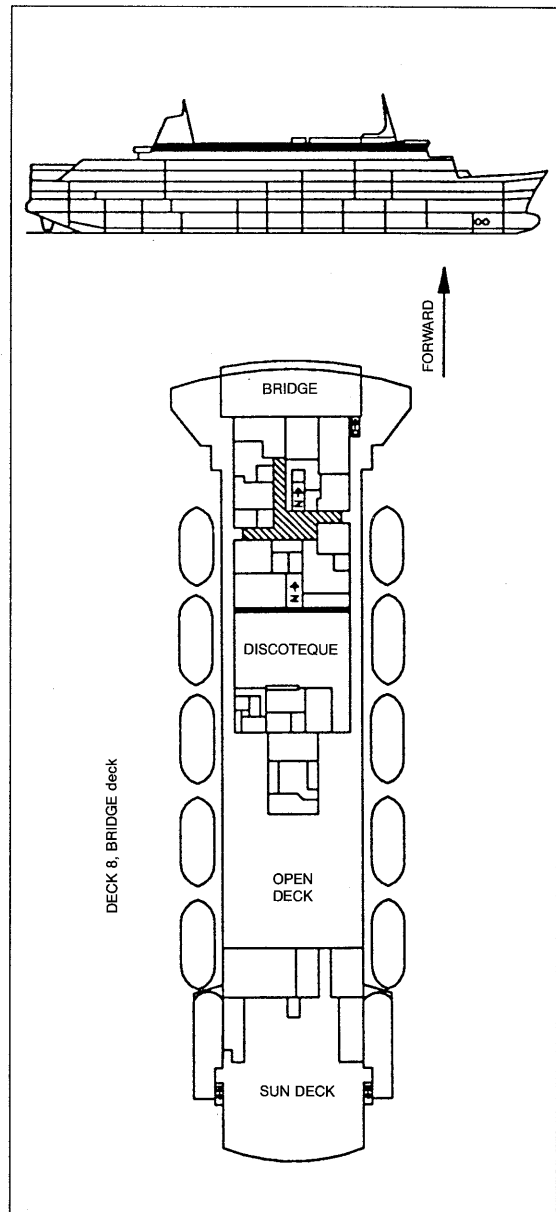 FORWARD
BRIDGE
N
N
DISCOTEQUE
DECK 8, BRIDGE deck
OPEN
DECK
SUN DECK